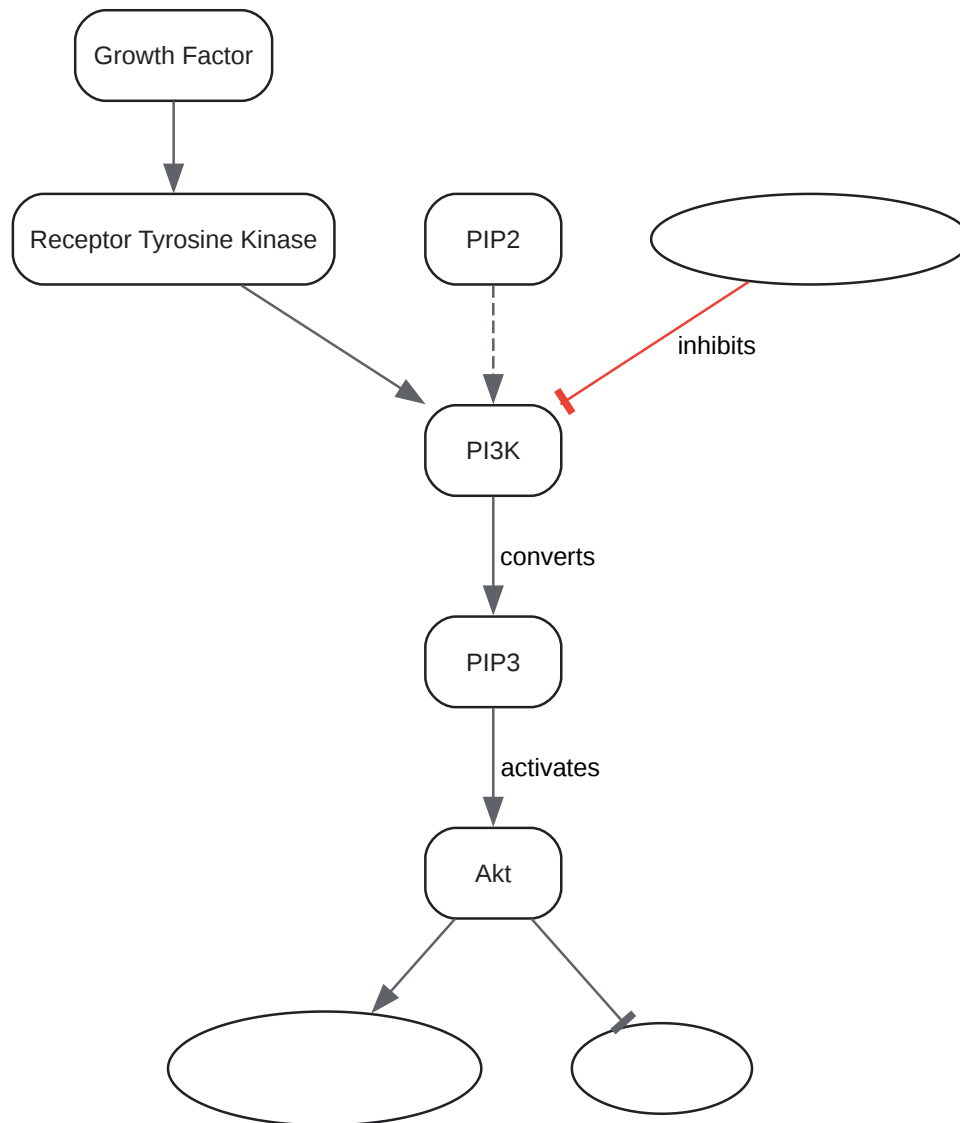 Growth Factor
Receptor Tyrosine Kinase
PIP2
inhibits
PI3K
converts
PIP3
activates
Akt